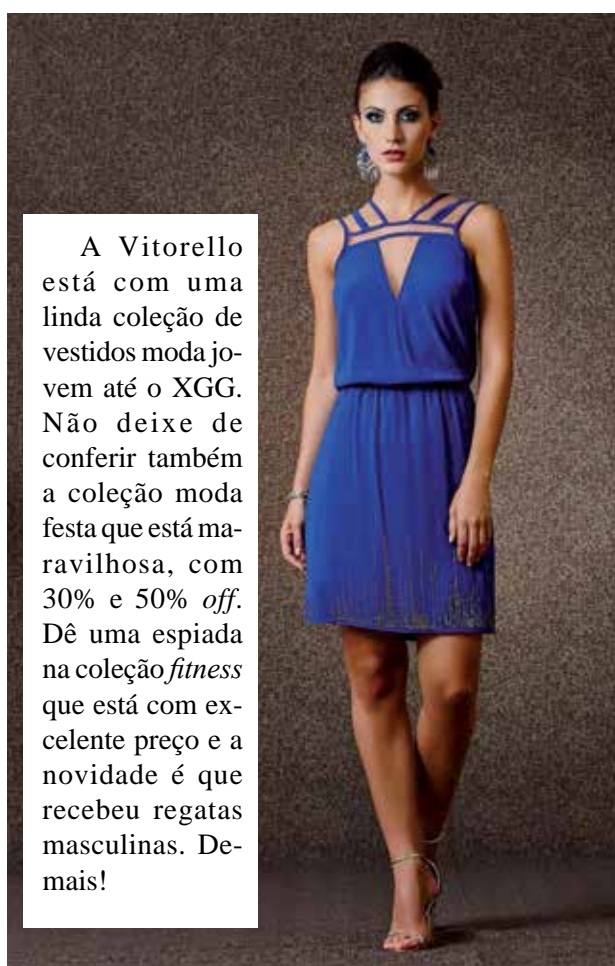 A Vitorello
está com uma
linda coleção de
vestidos moda jo-
vem até o XGG.
Não deixe de
conferir também
a coleção moda
festa que está ma-
ravilhosa, com
30% e 50% off.
Dê uma espiada
na coleção fitness
que está com ex-
celente preço e a
novidade é que
recebeu regatas
masculinas. De-
mais!